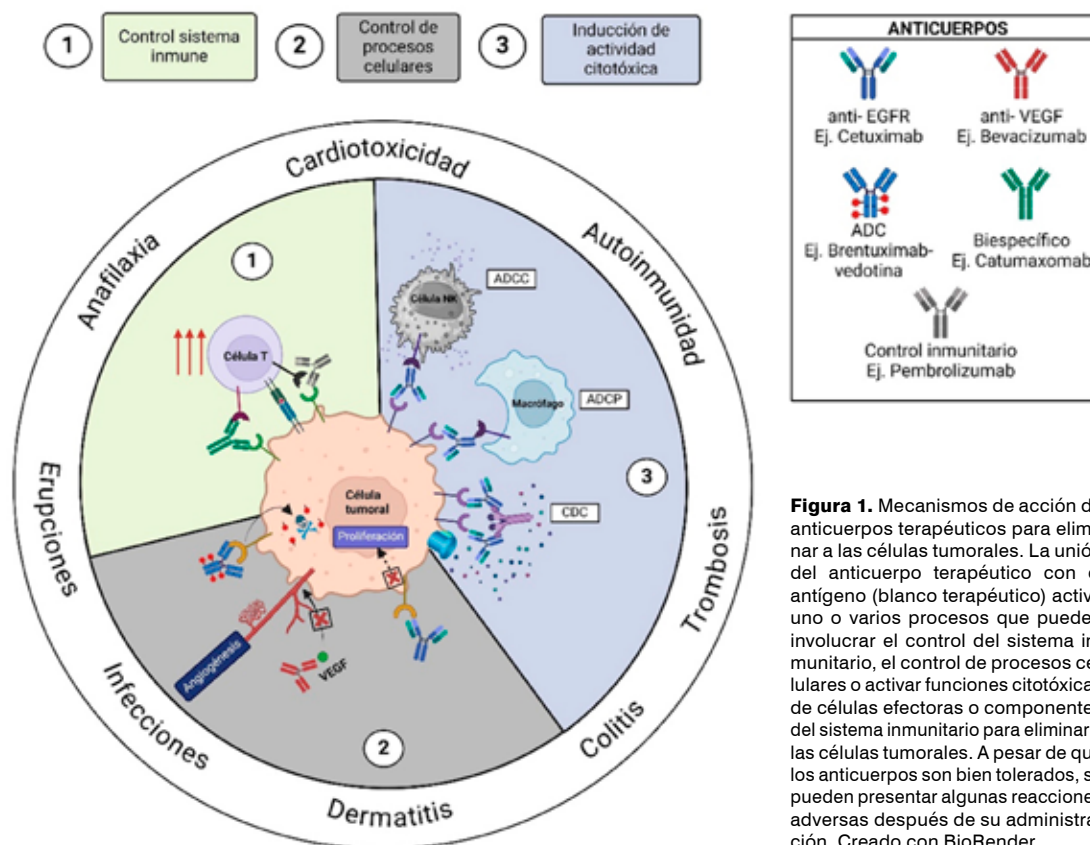 1
Control sistema
inmune
2
Control de
procesos
celulares
3
Inducción de
actividad
citotóxica
ANTICUERPOS
anti- EGFR
Ej. Cetuximab
anti- VEGF
Ej. Bevacizumab
ADC
Ej. Brentuximab-
vedotina
Biespecífico
Ej. Catumaxomab
Control inmunitario
Ej. Pembrolizumab
Cardiotoxicidad
Autoinmunidad
Trombosis
Colitis
Dermatitis
Infecciones
Erupciones
Anafilaxia
1
Célula T
Célula NK
ADCC
Macrófago
ADCP
3
CDC
Célula
tumoral
Proliferación
Angiogénesis
VEGF
2
Figura 1. Mecanismos de acción d
anticuerpos terapéuticos para elim
nar a las células tumorales. La unió
del anticuerpo terapéutico con
antígeno (blanco terapéutico) activ
uno o varios procesos que puede
involucrar el control del sistema in
munitario, el control de procesos ce
lulares o activar funciones citotóxica
de células efectoras o componente
del sistema inmunitario para eliminar
las células tumorales. A pesar de qu
los anticuerpos son bien tolerados, s
pueden presentar algunas reaccione
adversas después de su administra
ción. Creado con BioRender